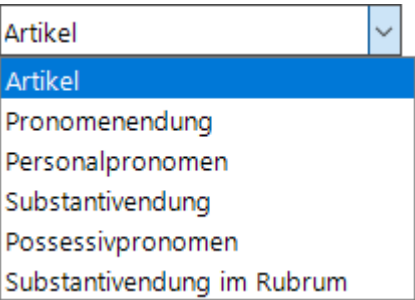 Artikel
Artikel
Pronomenendung
Personalpronomen
Substantivendung
Possessivpronomen
Substantivendung im Rubrum